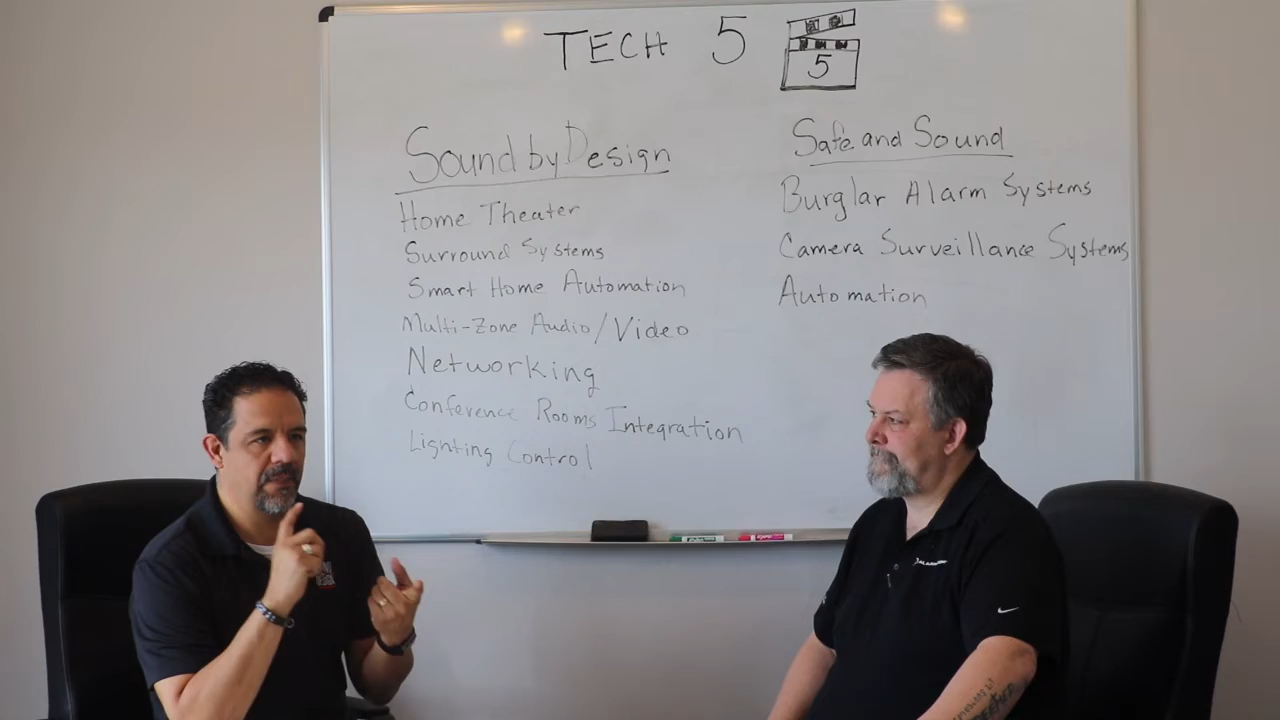 TECH 5
5
Sound by Design
Home Theater
Surround Systems
Smart Home Automation
Multi-Zone Audio/Video
Networking
Conference Rooms Integration
Lighting Control
Safe and Sound
Burglar Alarm Systems
Camera Surveillance Systems
Automation